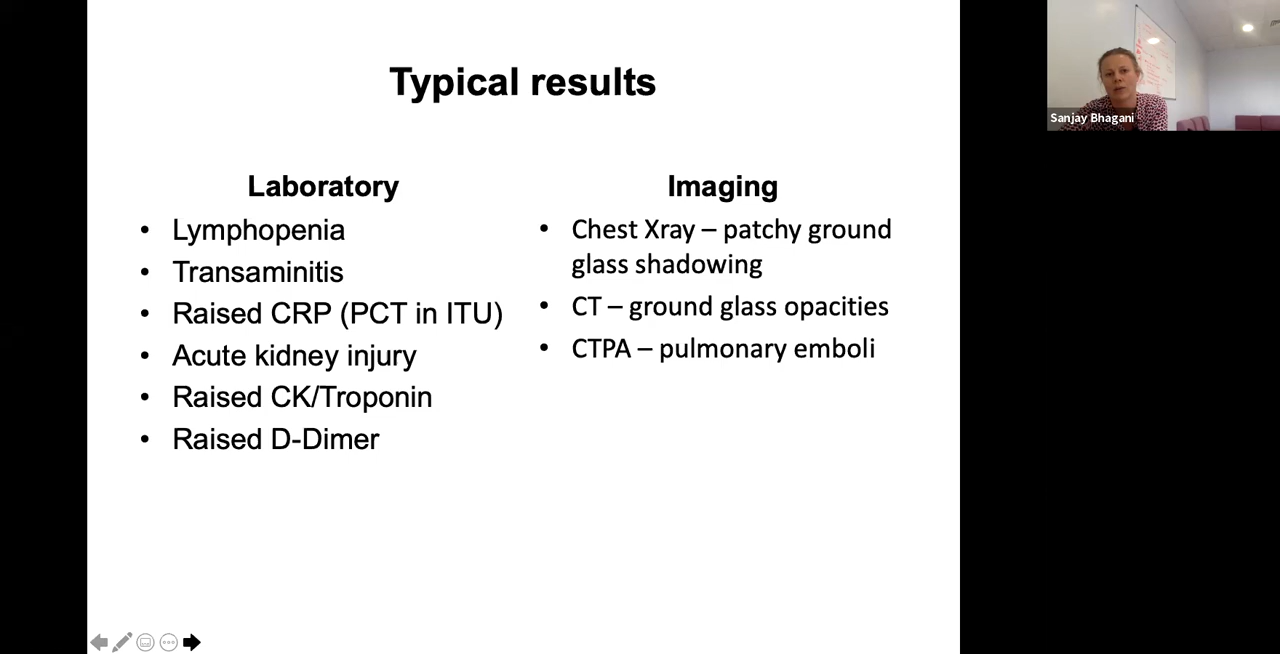 Typical results
Laboratory
• Lymphopenia
• Transaminitis
• Raised CRP (PCT in ITU)
• Acute kidney injury
• Raised CK/Troponin
• Raised D-Dimer
Imaging
• Chest Xray – patchy ground
glass shadowing
• CT – ground glass opacities
• CTPA – pulmonary emboli
Sanjay Bhagani